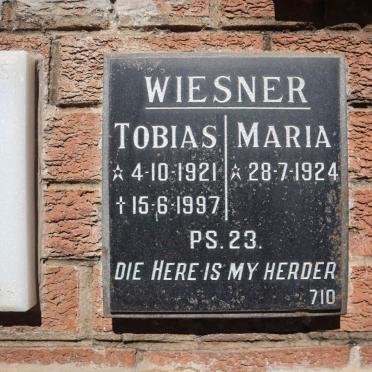 WIESNER
TOBIAS MARIA
☆ 4-10-1921 ☆ 28-7-1924
† 15-6-1997
PS. 23.
DIE HERE IS MY HERDER
710